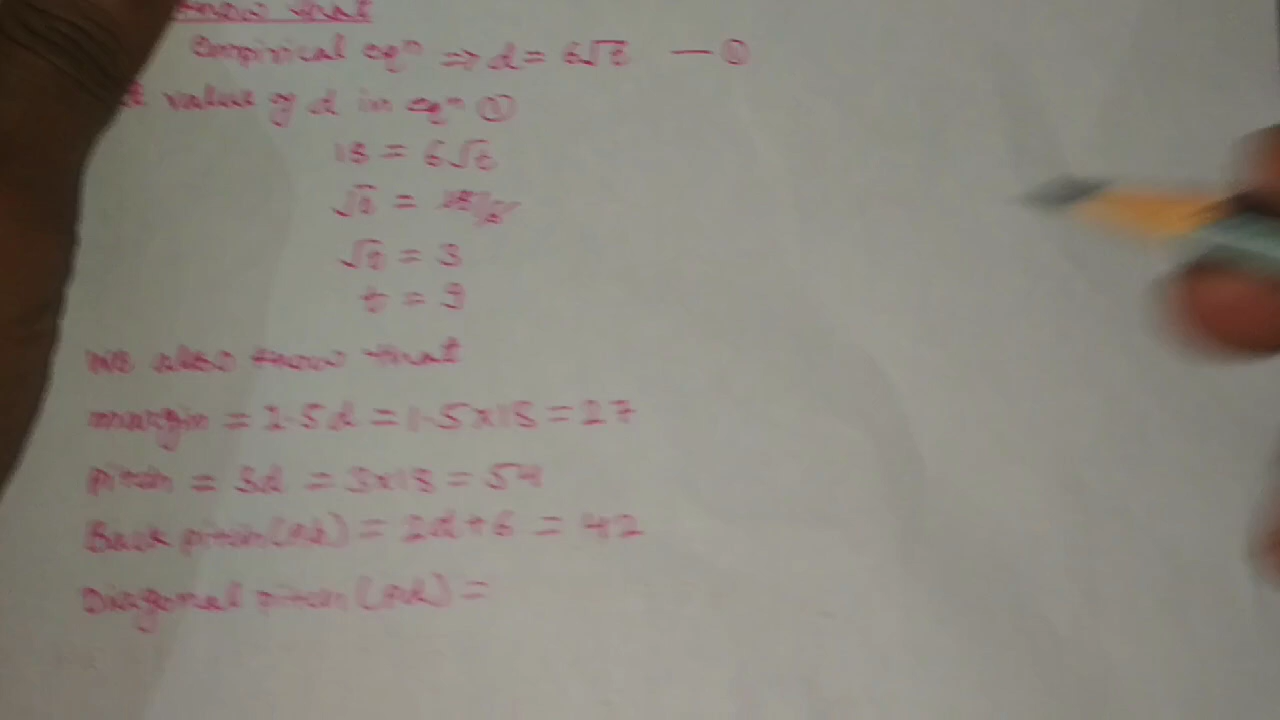 know that
Empirical eqn ⇒ d = 6√t — ①
value of d in eqn ①
18 = 6√t
√t = 18/6
√t = 3
t = 9
We also know that
margin = 1.5d = 1.5×18 = 27
pitch = 3d = 3×18 = 54
Back pitch = 2d+6 = 42
Diagonal pitch (Pd) =